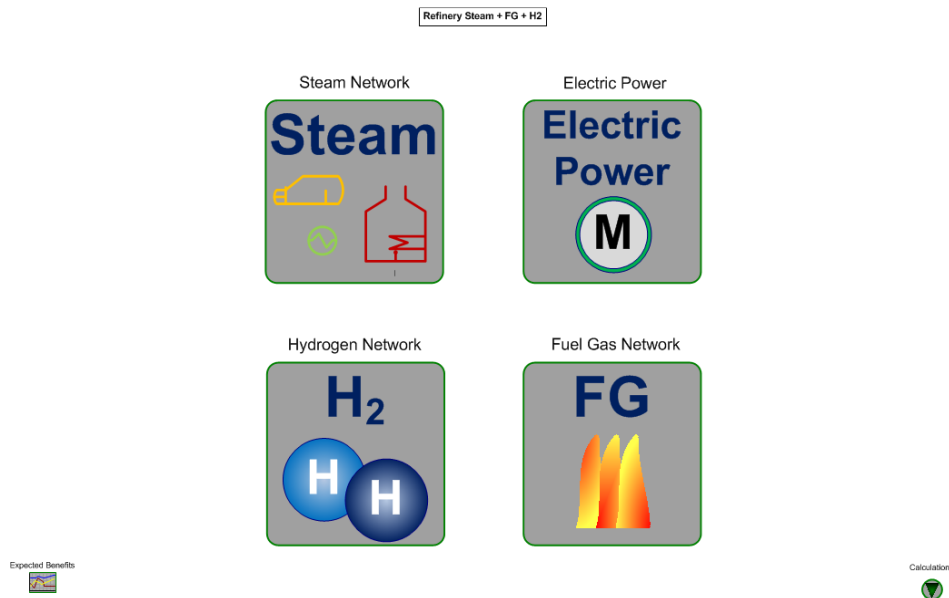 Refinery Steam + FG + H2
Steam Network
Electric Power
Steam
Electric
Power
M
Hydrogen Network
Fuel Gas Network
H₂
FG
H
H
Expected Benefits
Calculation